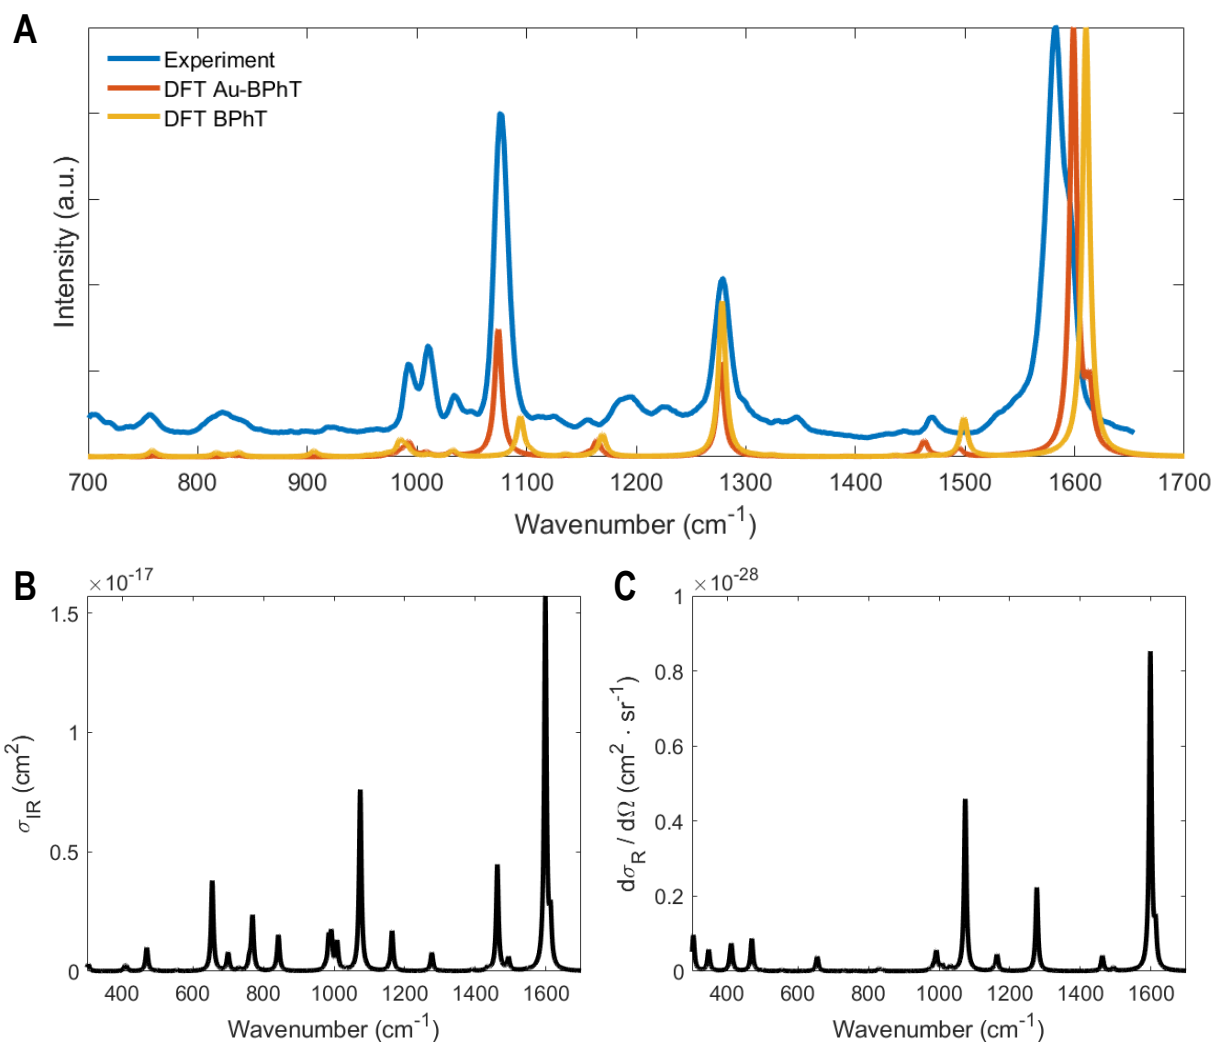 A
Experiment
DFT Au-BPhT
DFT BPhT
Intensity (a.u.)
700 800 900 1000 1100 1200 1300 1400 1500 1600 1700
Wavenumber (cm⁻¹)
B
×10⁻¹⁷
1.5
1
0.5
0
σ_IR (cm²)
400 600 800 1000 1200 1400 1600
Wavenumber (cm⁻¹)
C
×10⁻²⁸
1
0.8
0.6
0.4
0.2
0
dσ_R / dΩ (cm² · sr⁻¹)
400 600 800 1000 1200 1400 1600
Wavenumber (cm⁻¹)